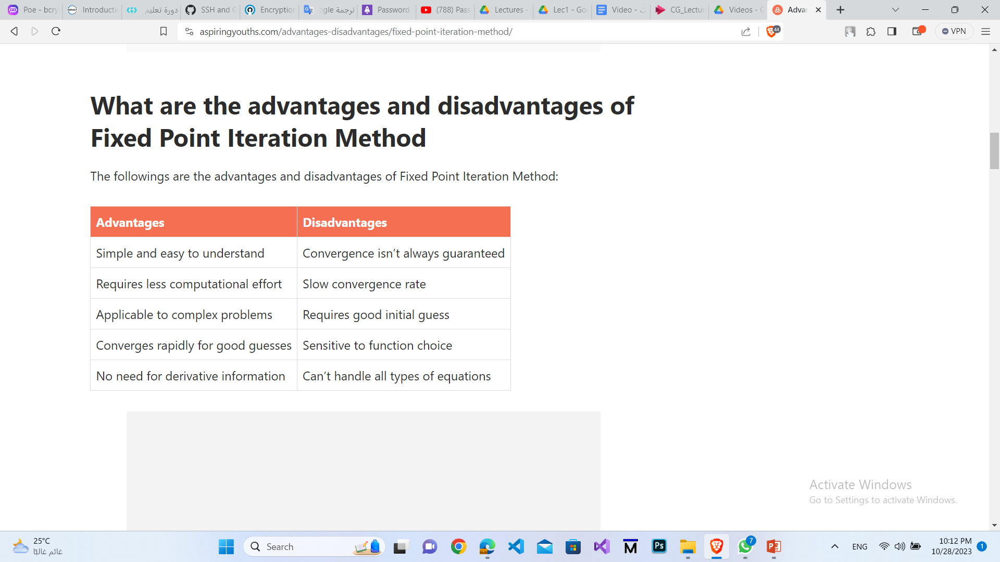 Poe - bcry
Introductio
دورة تعليم
SSH and G
Encryption
ترجمة ogle
Password
(788) Pass
Lectures -
Lec1 - Goo
Video -
CG_Lectur
Videos - G
Advan
aspiringyouths.com/advantages-disadvantages/fixed-point-iteration-method/
44
VPN
What are the advantages and disadvantages of
Fixed Point Iteration Method
The followings are the advantages and disadvantages of Fixed Point Iteration Method:
Advantages Disadvantages
Simple and easy to understand Convergence isn’t always guaranteed
Requires less computational effort Slow convergence rate
Applicable to complex problems Requires good initial guess
Converges rapidly for good guesses Sensitive to function choice
No need for derivative information Can’t handle all types of equations
Activate Windows
Go to Settings to activate Windows.
25°C
غائم غالبًا
Search
Ps
7
ENG
10:12 PM
10/28/2023
1